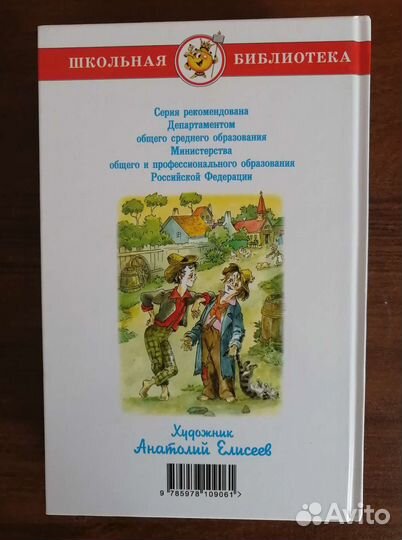 ШКОЛЬНАЯ БИБЛИОТЕКА
Серия рекомендована
Департаментом
общего среднего образования
Министерства
общего и профессионального образования
Российской Федерации
Художник
Анатолий Елисеев
9 785978 109061 >
Avito